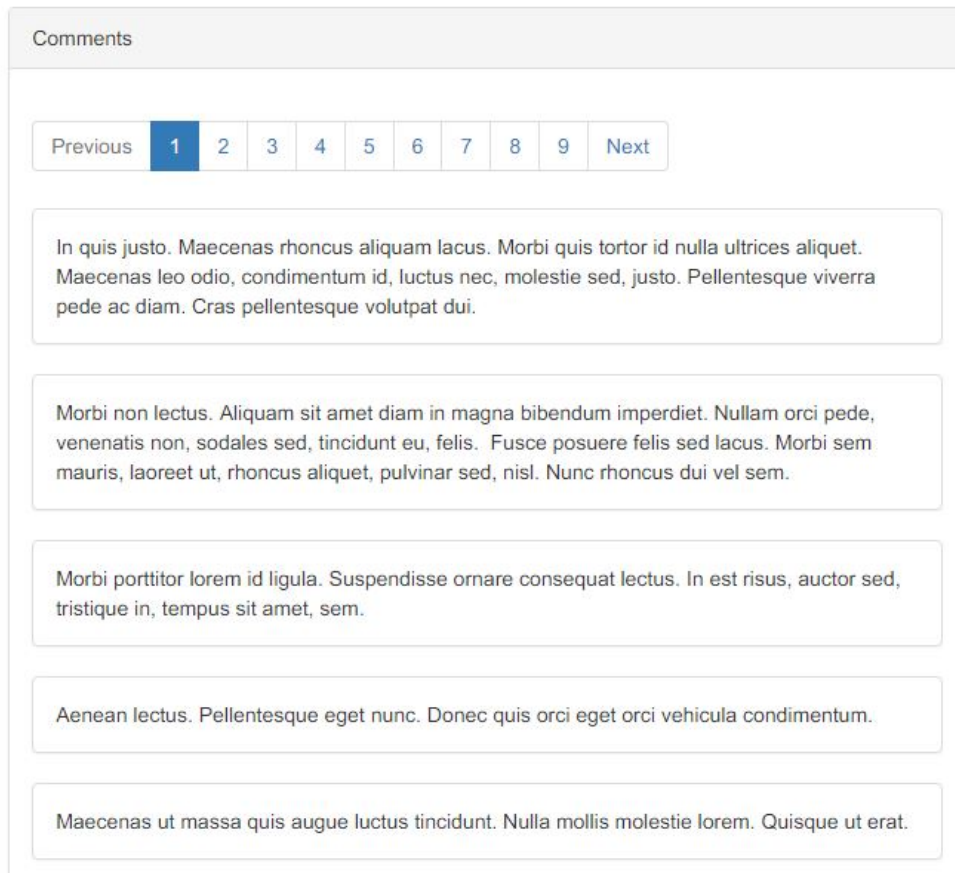 Comments
Previous 1 2 3 4 5 6 7 8 9 Next
In quis justo. Maecenas rhoncus aliquam lacus. Morbi quis tortor id nulla ultrices aliquet.
Maecenas leo odio, condimentum id, luctus nec, molestie sed, justo. Pellentesque viverra
pede ac diam. Cras pellentesque volutpat dui.
Morbi non lectus. Aliquam sit amet diam in magna bibendum imperdiet. Nullam orci pede,
venenatis non, sodales sed, tincidunt eu, felis.  Fusce posuere felis sed lacus. Morbi sem
mauris, laoreet ut, rhoncus aliquet, pulvinar sed, nisl. Nunc rhoncus dui vel sem.
Morbi porttitor lorem id ligula. Suspendisse ornare consequat lectus. In est risus, auctor sed,
tristique in, tempus sit amet, sem.
Aenean lectus. Pellentesque eget nunc. Donec quis orci eget orci vehicula condimentum.
Maecenas ut massa quis augue luctus tincidunt. Nulla mollis molestie lorem. Quisque ut erat.